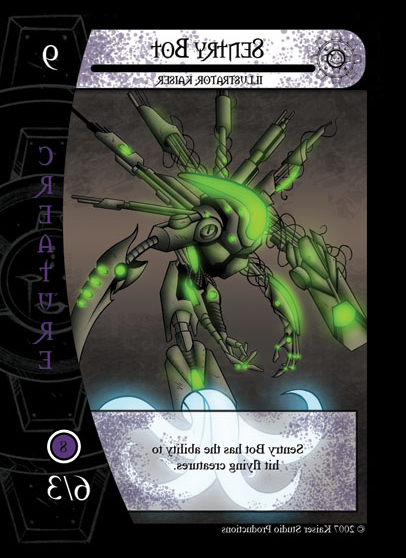 Sentry Bot
ILLUSTRATOR KAISER
9
CREATURE
8
6/3
Sentry Bot has the ability to
hit flying creatures.
© 2007 Kaiser Studio Productions